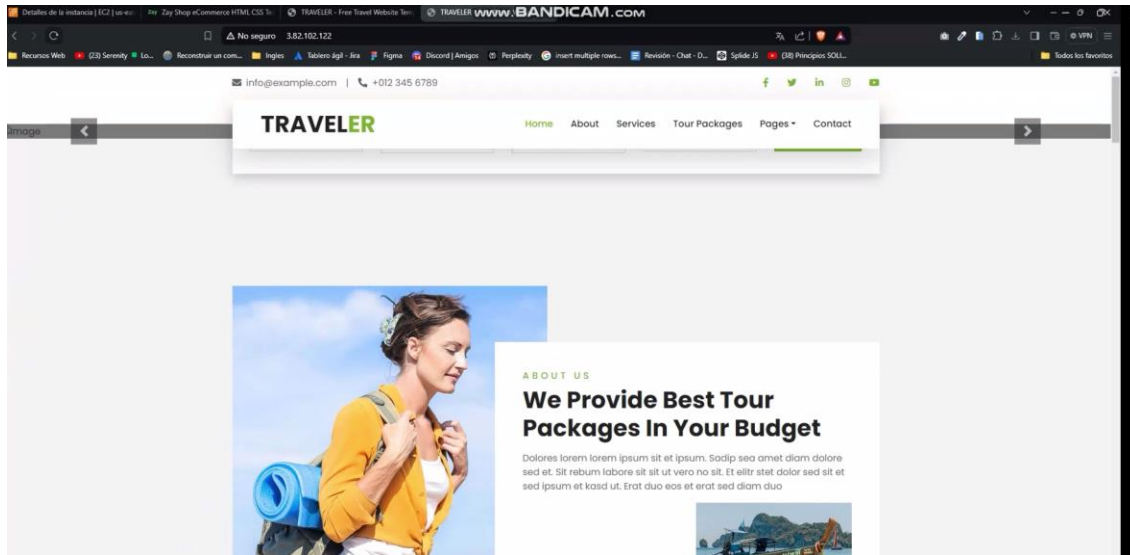 Detalles de la instancia | EC2 | us-ea
Zay Shop eCommerce HTML CSS Te
TRAVELER - Free Travel Website Tem
TRAVELER
WWW.BANDICAM.COM
No seguro 3.82.102.122
VPN
Recursos Web
(23) Serenity
Lo...
Reconstruir un com...
Ingles
Tablero ágil - Jira
Figma
Discord | Amigos
Perplexity
insert multiple rows...
Revisión - Chat - D...
Splide JS
(38) Principios SOLI...
Todos los favoritos
info@example.com | +012 345 6789
Image
TRAVELER
Home About Services Tour Packages Pages Contact
ABOUT US
We Provide Best Tour
Packages In Your Budget
Dolores lorem lorem ipsum sit et ipsum. Sadip sea amet diam dolore
sed et. Sit rebum labore sit sit ut vero no sit. Et elitr stet dolor sed sit et
sed ipsum et kasd ut. Erat duo eos et erat sed diam duo